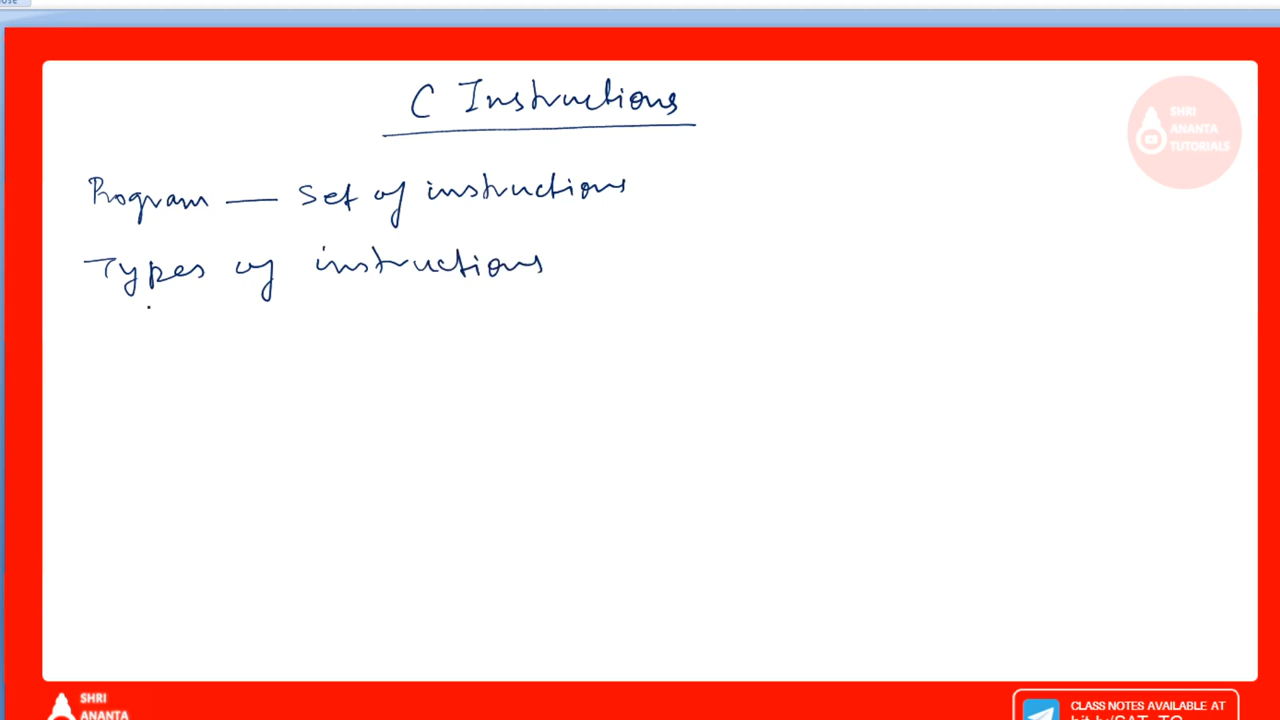 C Instructions
SHRI
ANANTA
TUTORIALS
Program — Set of instructions
Types of instructions
SHRI
ANANTA
CLASS NOTES AVAILABLE AT